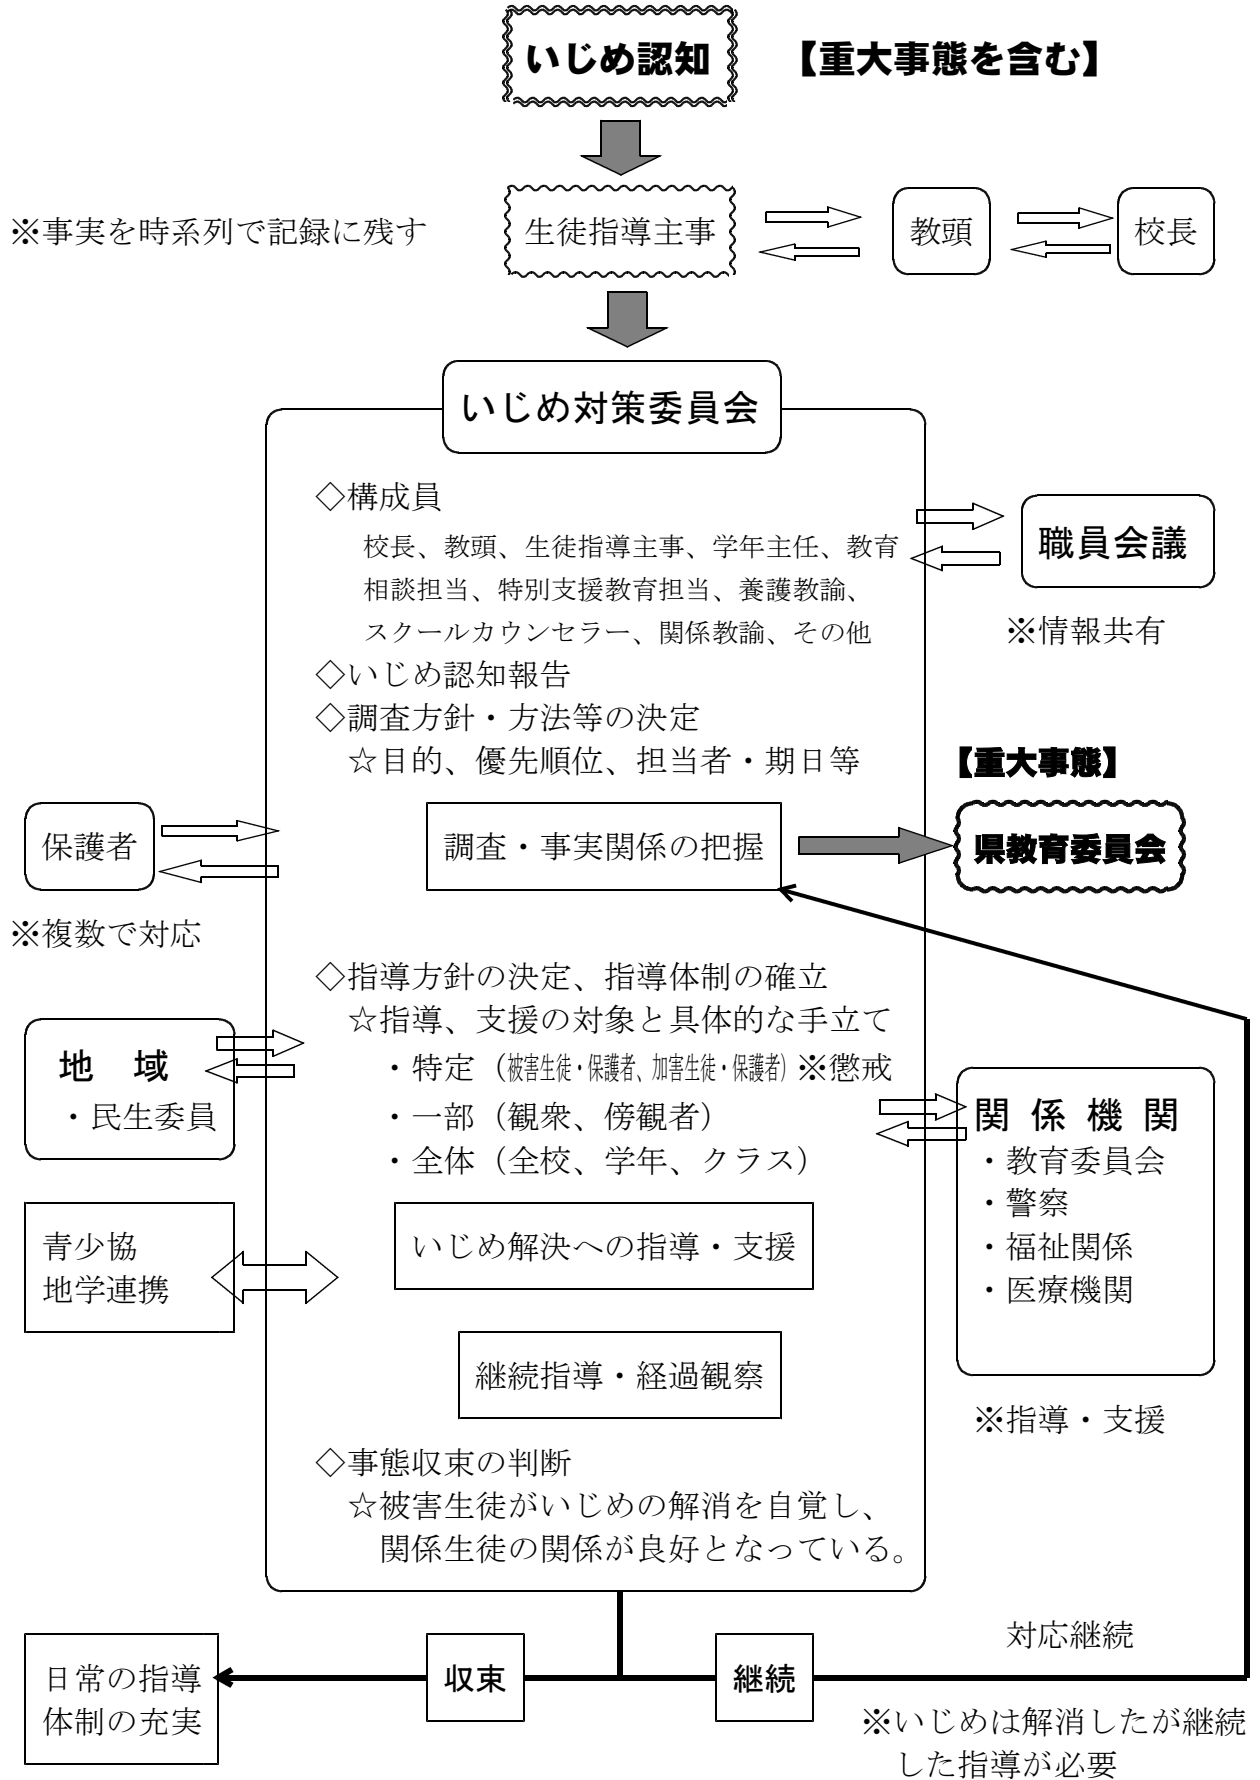 いじめ認知
【重大事態を含む】
※事実を時系列で記録に残す
生徒指導主事
教頭
校長
いじめ対策委員会
◇構成員
校長、教頭、生徒指導主事、学年主任、教育
相談担当、特別支援教育担当、養護教諭、
スクールカウンセラー、関係教諭、その他
職員会議
※情報共有
◇いじめ認知報告
◇調査方針・方法等の決定
☆目的、優先順位、担当者・期日等
【重大事態】
保護者
調査・事実関係の把握
県教育委員会
※複数で対応
◇指導方針の決定、指導体制の確立
☆指導、支援の対象と具体的な手立て
・特定（被害生徒・保護者、加害生徒・保護者）※懲戒
・一部（観衆、傍観者）
・全体（全校、学年、クラス）
地　域
・民生委員
関係機関
・教育委員会
・警察
・福祉関係
・医療機関
青少協
地学連携
いじめ解決への指導・支援
継続指導・経過観察
※指導・支援
◇事態収束の判断
☆被害生徒がいじめの解消を自覚し、
関係生徒の関係が良好となっている。
対応継続
日常の指導
体制の充実
収束
継続
※いじめは解消したが継続
した指導が必要